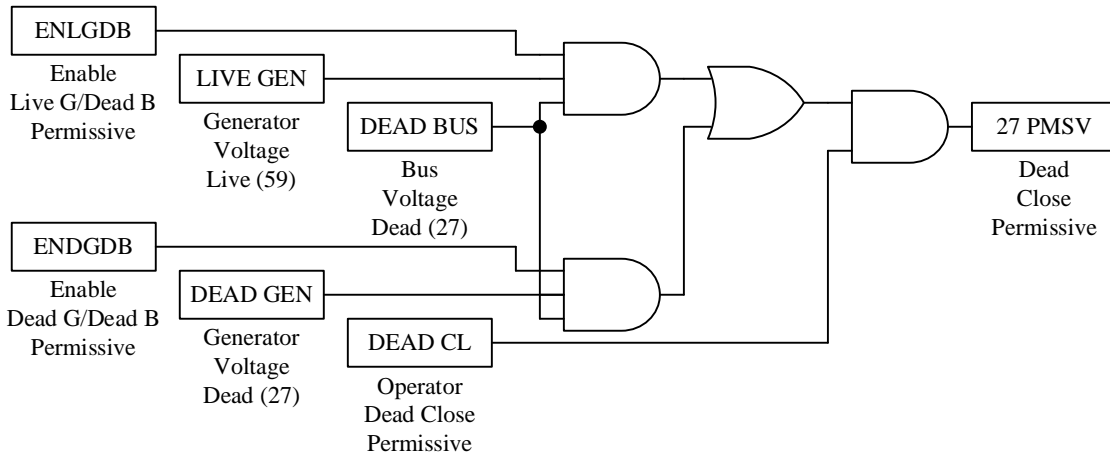 ENLGDB
Enable
Live G/Dead B
Permissive
LIVE GEN
Generator
Voltage
Live (59)
DEAD BUS
Bus
Voltage
Dead (27)
27 PMSV
Dead
Close
Permissive
ENDGDB
Enable
Dead G/Dead B
Permissive
DEAD GEN
Generator
Voltage
Dead (27)
DEAD CL
Operator
Dead Close
Permissive